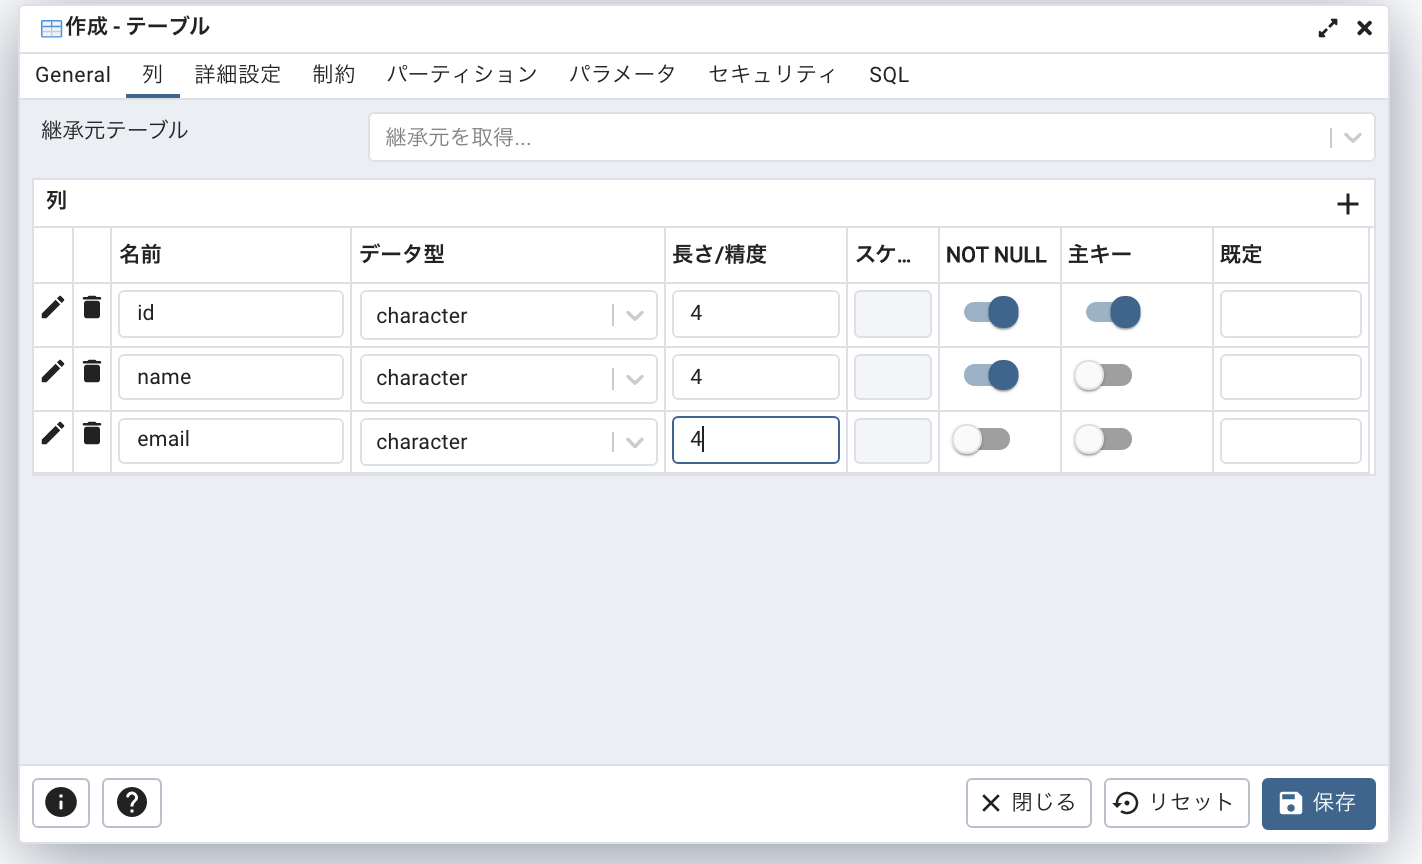 作成 - テーブル
General 列 詳細設定 制約 パーティション パラメータ セキュリティ SQL
継承元テーブル 継承元を取得...
列
名前 データ型 長さ/精度 スケ... NOT NULL 主キー 既定
id character 4
name character 4
email character 4
閉じる リセット 保存